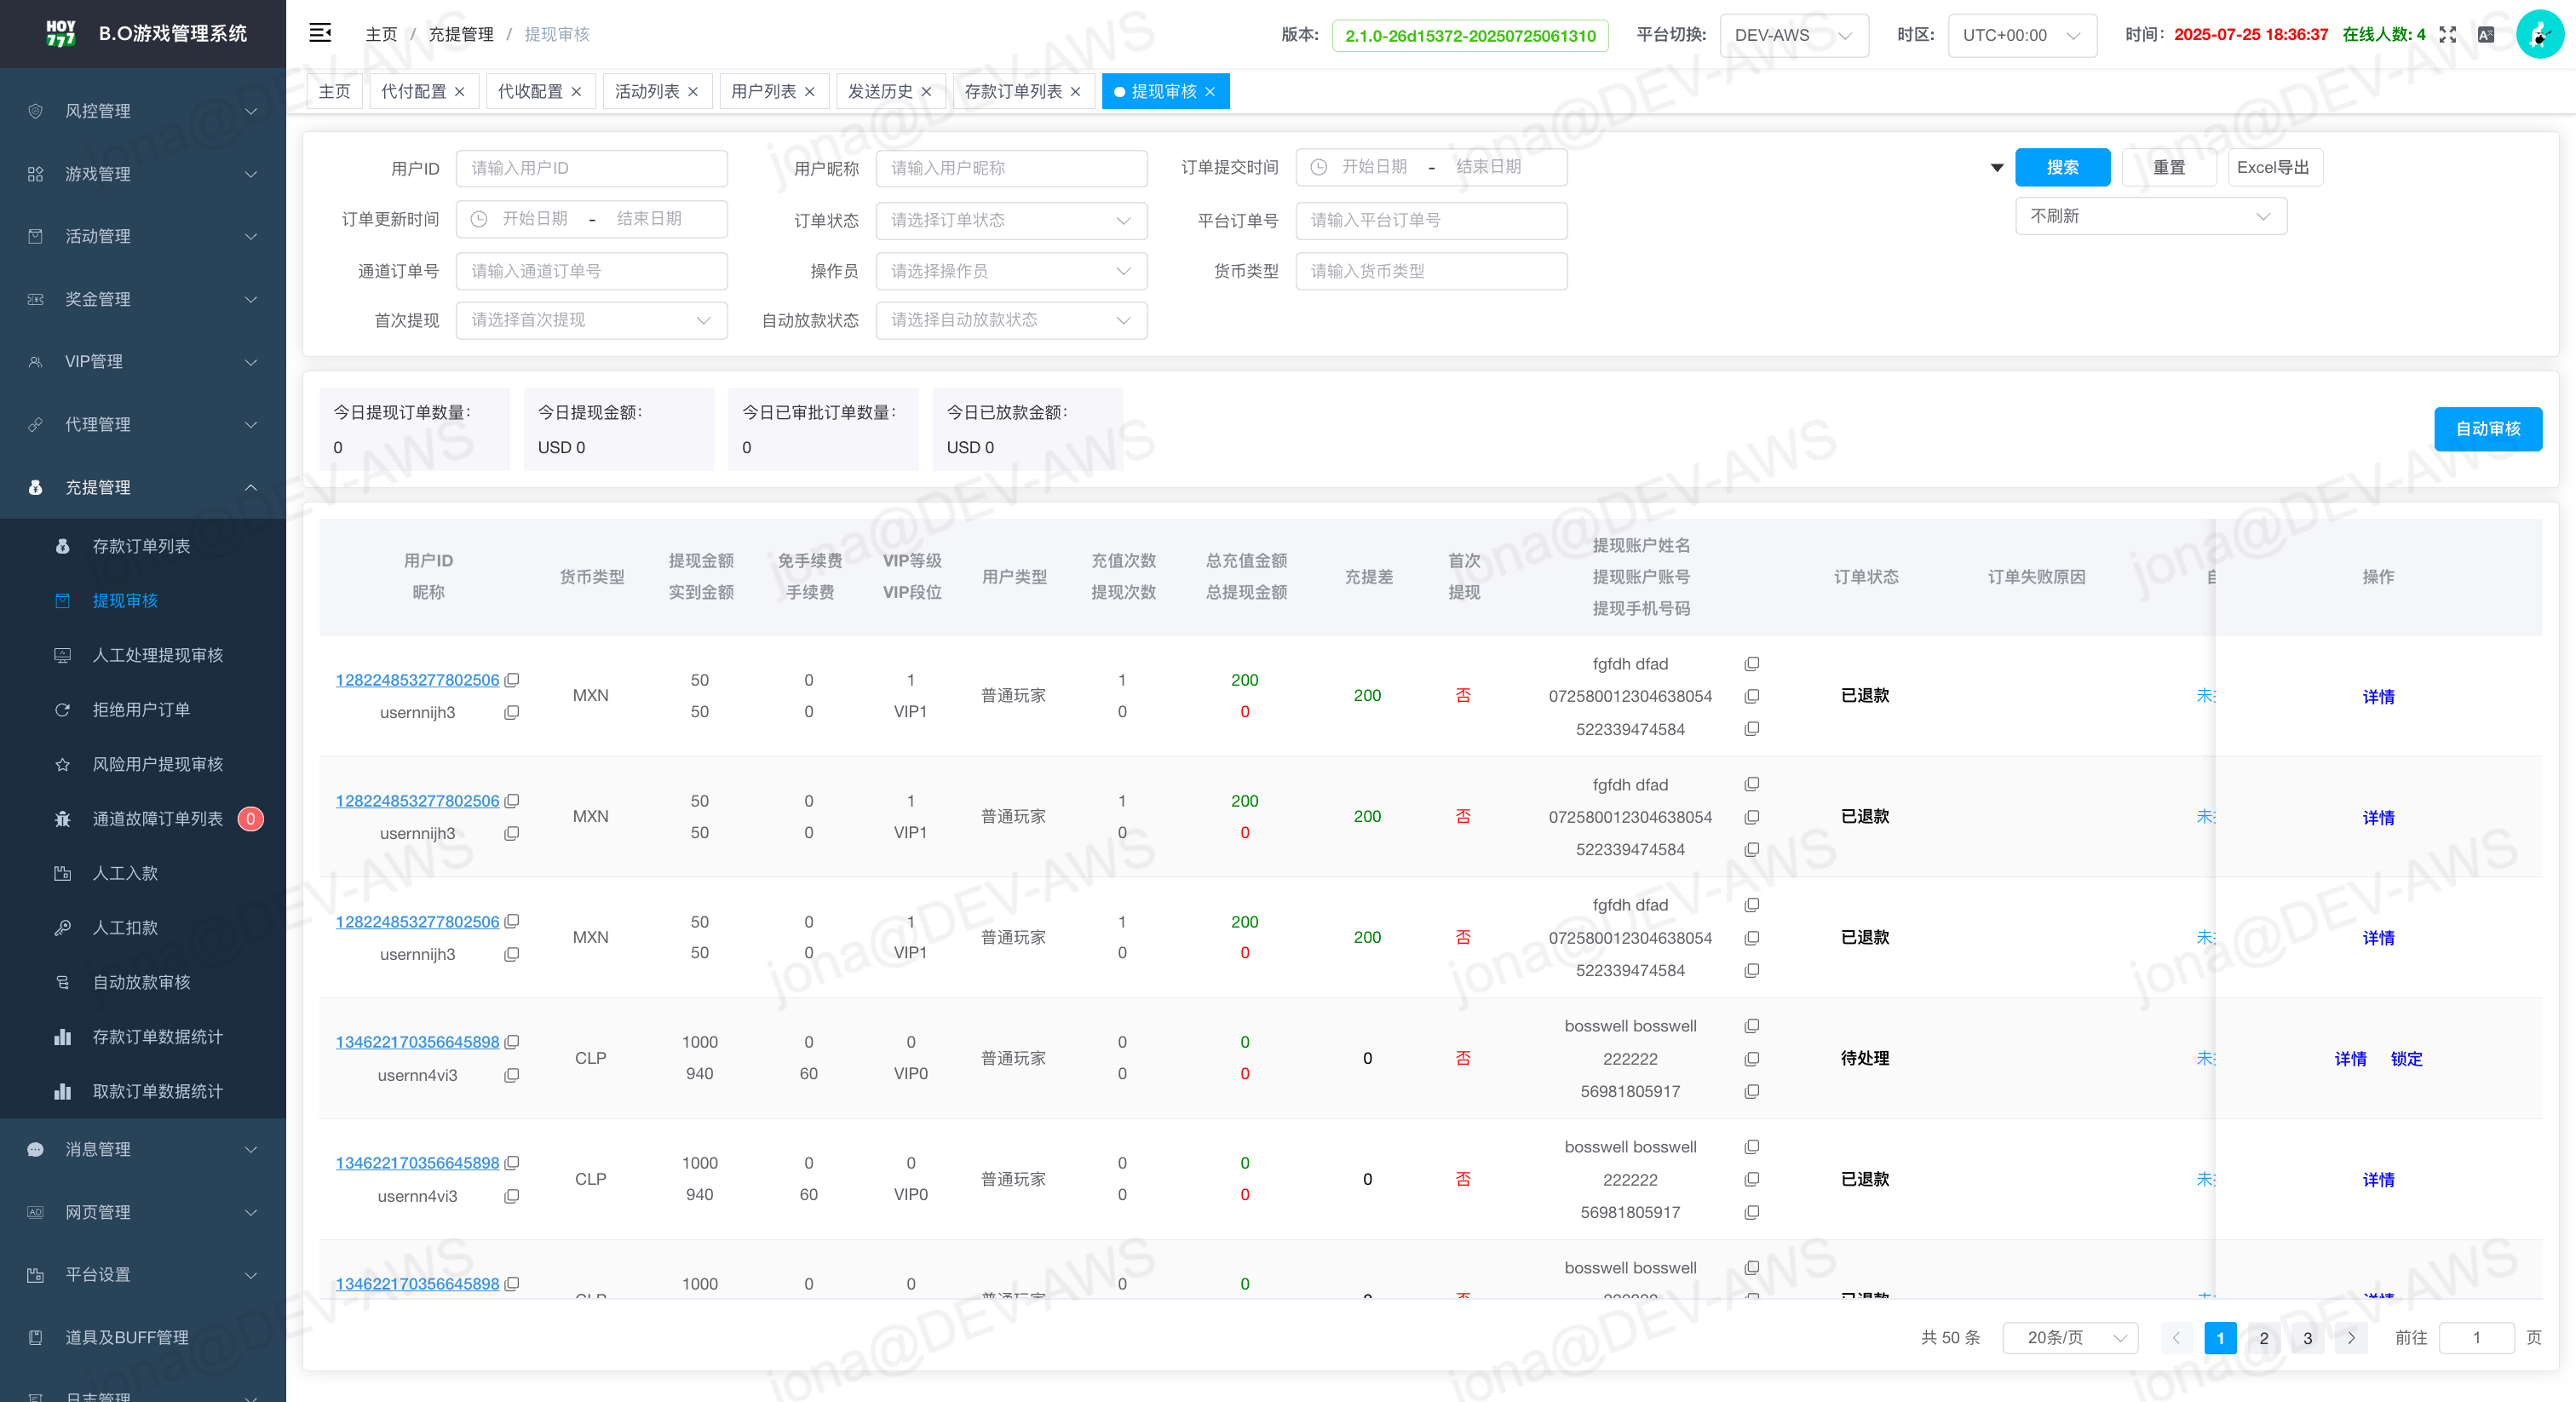 HOY
777
B.O游戏管理系统
主页 / 充提管理 / 提现审核
版本: 2.1.0-26d15372-20250725061310 平台切换: DEV-AWS 时区: UTC+00:00 时间: 2025-07-25 18:36:37 在线人数: 4
主页 代付配置 代收配置 活动列表 用户列表 发送历史 存款订单列表 提现审核
风控管理
游戏管理
活动管理
奖金管理
VIP管理
代理管理
充提管理
存款订单列表
提现审核
人工处理提现审核
拒绝用户订单
风险用户提现审核
通道故障订单列表 0
人工入款
人工扣款
自动放款审核
存款订单数据统计
取款订单数据统计
消息管理
网页管理
平台设置
道具及BUFF管理
日志管理
用户ID 请输入用户ID 用户昵称 请输入用户昵称 订单提交时间 开始日期 - 结束日期 搜索 重置 Excel导出
订单更新时间 开始日期 - 结束日期 订单状态 请选择订单状态 平台订单号 请输入平台订单号 不刷新
通道订单号 请输入通道订单号 操作员 请选择操作员 货币类型 请输入货币类型
首次提现 请选择首次提现 自动放款状态 请选择自动放款状态
今日提现订单数量: 今日提现金额: 今日已审批订单数量: 今日已放款金额:
0 USD 0 0 USD 0
自动审核
用户ID 昵称 货币类型 提现金额 实到金额 免手续费 手续费 VIP等级 VIP段位 用户类型 充值次数 提现次数 总充值金额 总提现金额 充提差 首次 提现 提现账户姓名 提现账户账号 提现手机号码 订单状态 订单失败原因 操作
128224853277802506 50 0 1 1 200 fgfdh dfad
MXN 普通玩家 200 否 072580012304638054 已退款 未 详情
usernnijh3 50 0 VIP1 0 0 522339474584
128224853277802506 50 0 1 1 200 fgfdh dfad
MXN 普通玩家 200 否 072580012304638054 已退款 未 详情
usernnijh3 50 0 VIP1 0 0 522339474584
128224853277802506 50 0 1 1 200 fgfdh dfad
MXN 普通玩家 200 否 072580012304638054 已退款 未 详情
usernnijh3 50 0 VIP1 0 0 522339474584
134622170356645898 1000 0 0 0 0 bosswell bosswell
CLP 普通玩家 0 否 222222 待处理 未 详情 锁定
usernn4vi3 940 60 VIP0 0 0 56981805917
134622170356645898 1000 0 0 0 0 bosswell bosswell
CLP 普通玩家 0 否 222222 已退款 未 详情
usernn4vi3 940 60 VIP0 0 0 56981805917
134622170356645898 1000 0 0 0 0 bosswell bosswell
共 50 条 20条/页 1 2 3 前往 1 页
jona@DEV-AWS